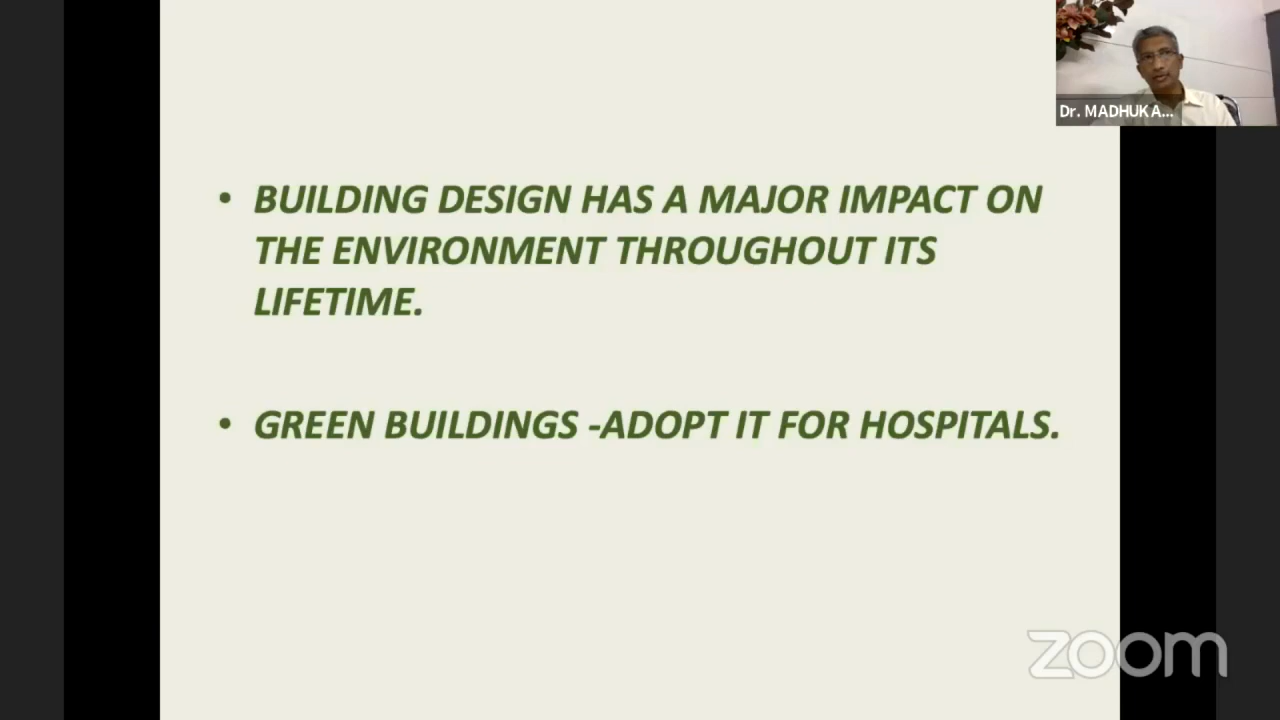 Dr. MADHUK A...
• BUILDING DESIGN HAS A MAJOR IMPACT ON
THE ENVIRONMENT THROUGHOUT ITS
LIFETIME.
• GREEN BUILDINGS -ADOPT IT FOR HOSPITALS.
zoom